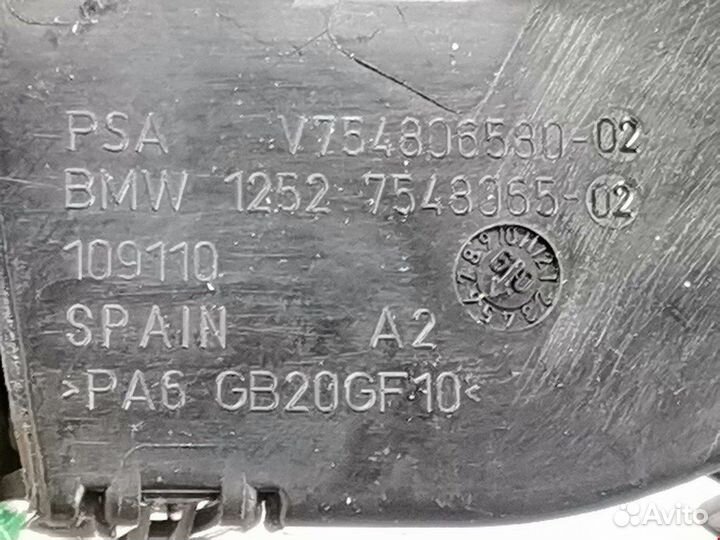 PSA V754806580-02
BMW 1252 7548065-02
109110
SPAIN A2
>PA6 GB20GF10<
Avito